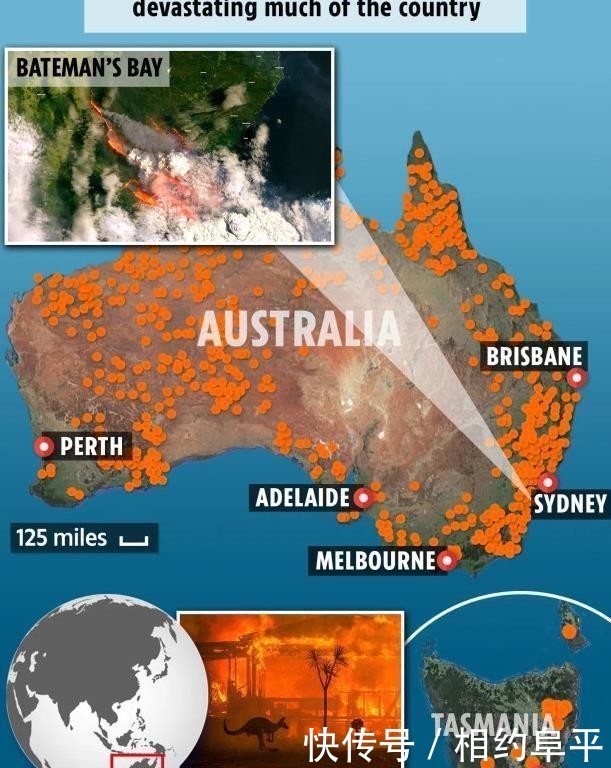 devastating much of the country
BATEMAN'S BAY
AUSTRALIA
BRISBANE
PERTH
ADELAIDE
SYDNEY
125 miles
MELBOURNE
TASMANIA
快传号 / 相约阜平